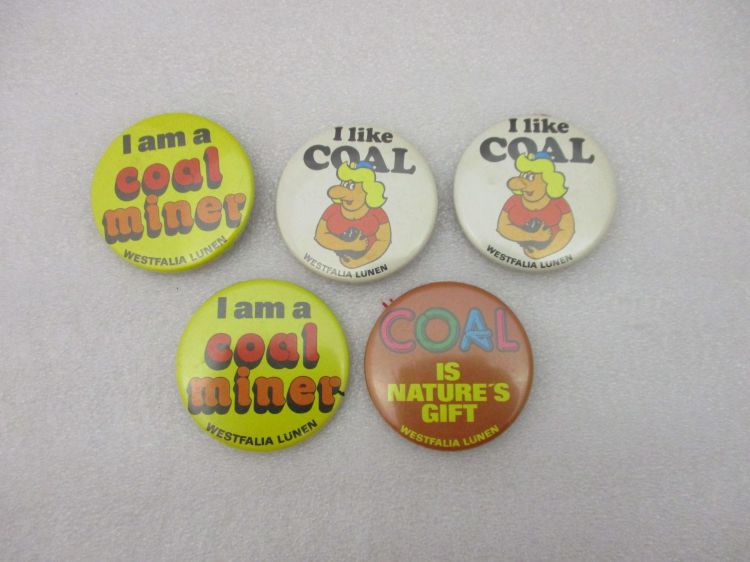 I am a
coal
miner
WESTFALIA LUNEN
I like
COAL
WESTFALIA LUNEN
I like
COAL
WESTFALIA LUNEN
I am a
coal
miner
WESTFALIA LUNEN
COAL
IS
NATURE´S
GIFT
WESTFALIA LUNEN